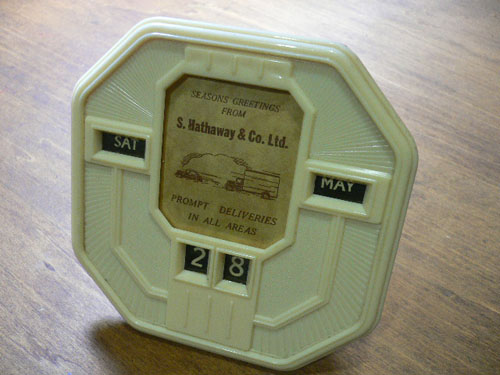 SEASONS GREETINGS
FROM
S. Hathaway & Co. Ltd.
SAT
MAY
PROMPT DELIVERIES
IN ALL AREAS
2 8